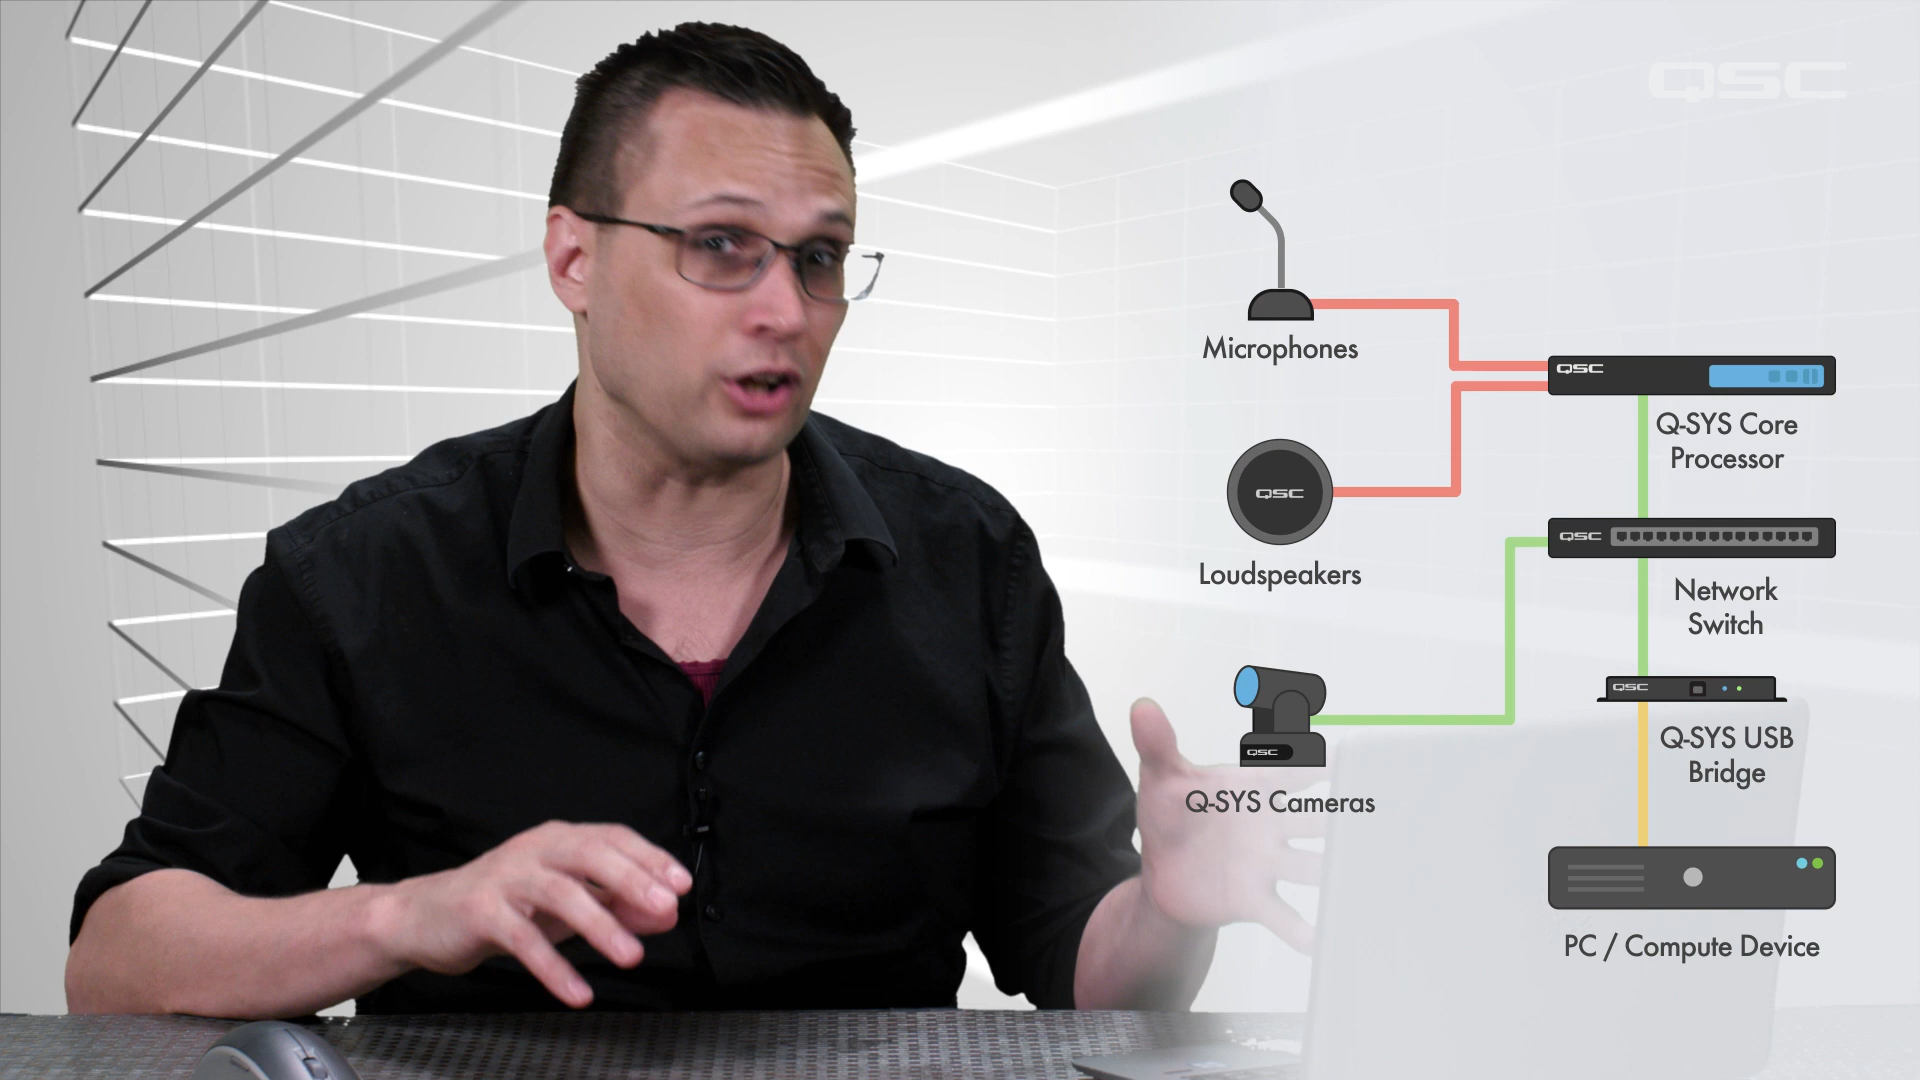 QSC
Microphones
QSC
Q-SYS Core
Processor
QSC
Loudspeakers
QSC
Network
Switch
QSC
Q-SYS USB
Bridge
QSC
Q-SYS Cameras
PC / Compute Device